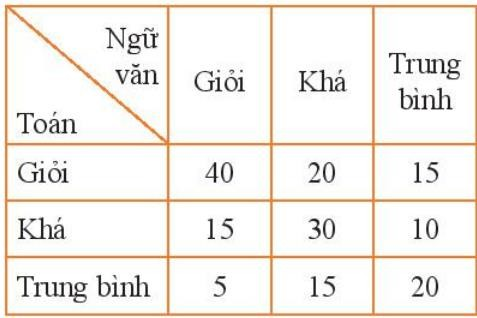 Ngữ
văn
Toán
Giỏi
Khá
Trung
bình
Giỏi 40 20 15
Khá 15 30 10
Trung bình 5 15 20